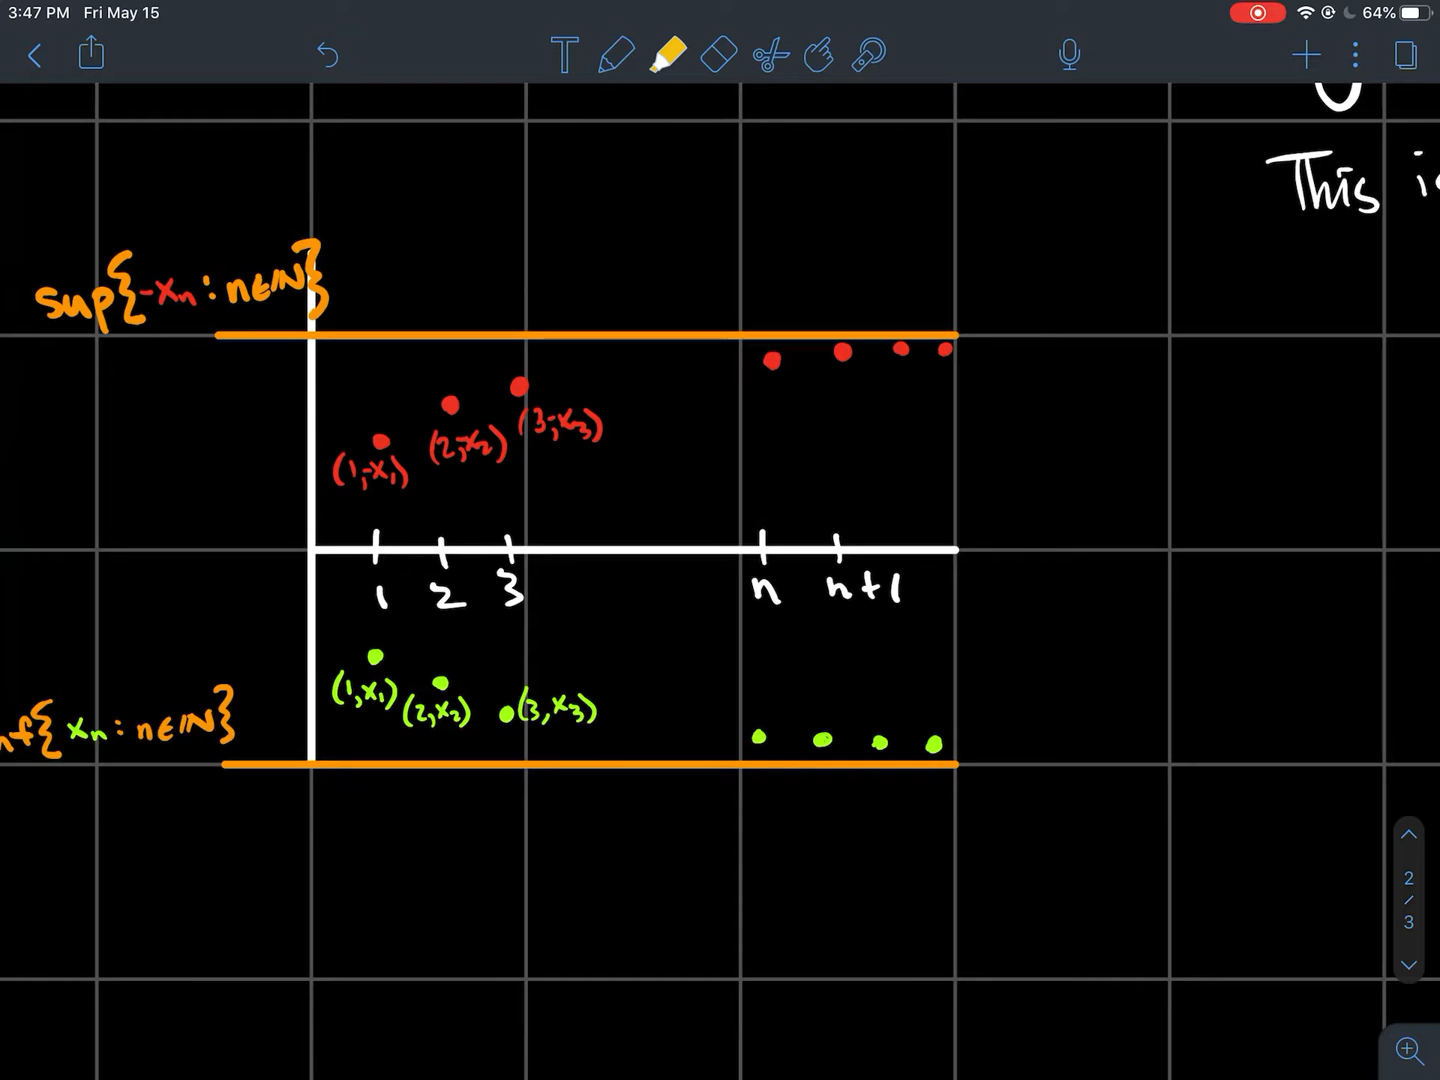 3:47 PM Fri May 15
64%
T
This
sup{-xₙ : n∈ℕ}
(1,-x₁) (2,-x₂) (3,-x₃)
1 2 3 n n+1
(1,x₁) (2,x₂) (3,x₃)
nf{xₙ : n∈ℕ}
2
/
3